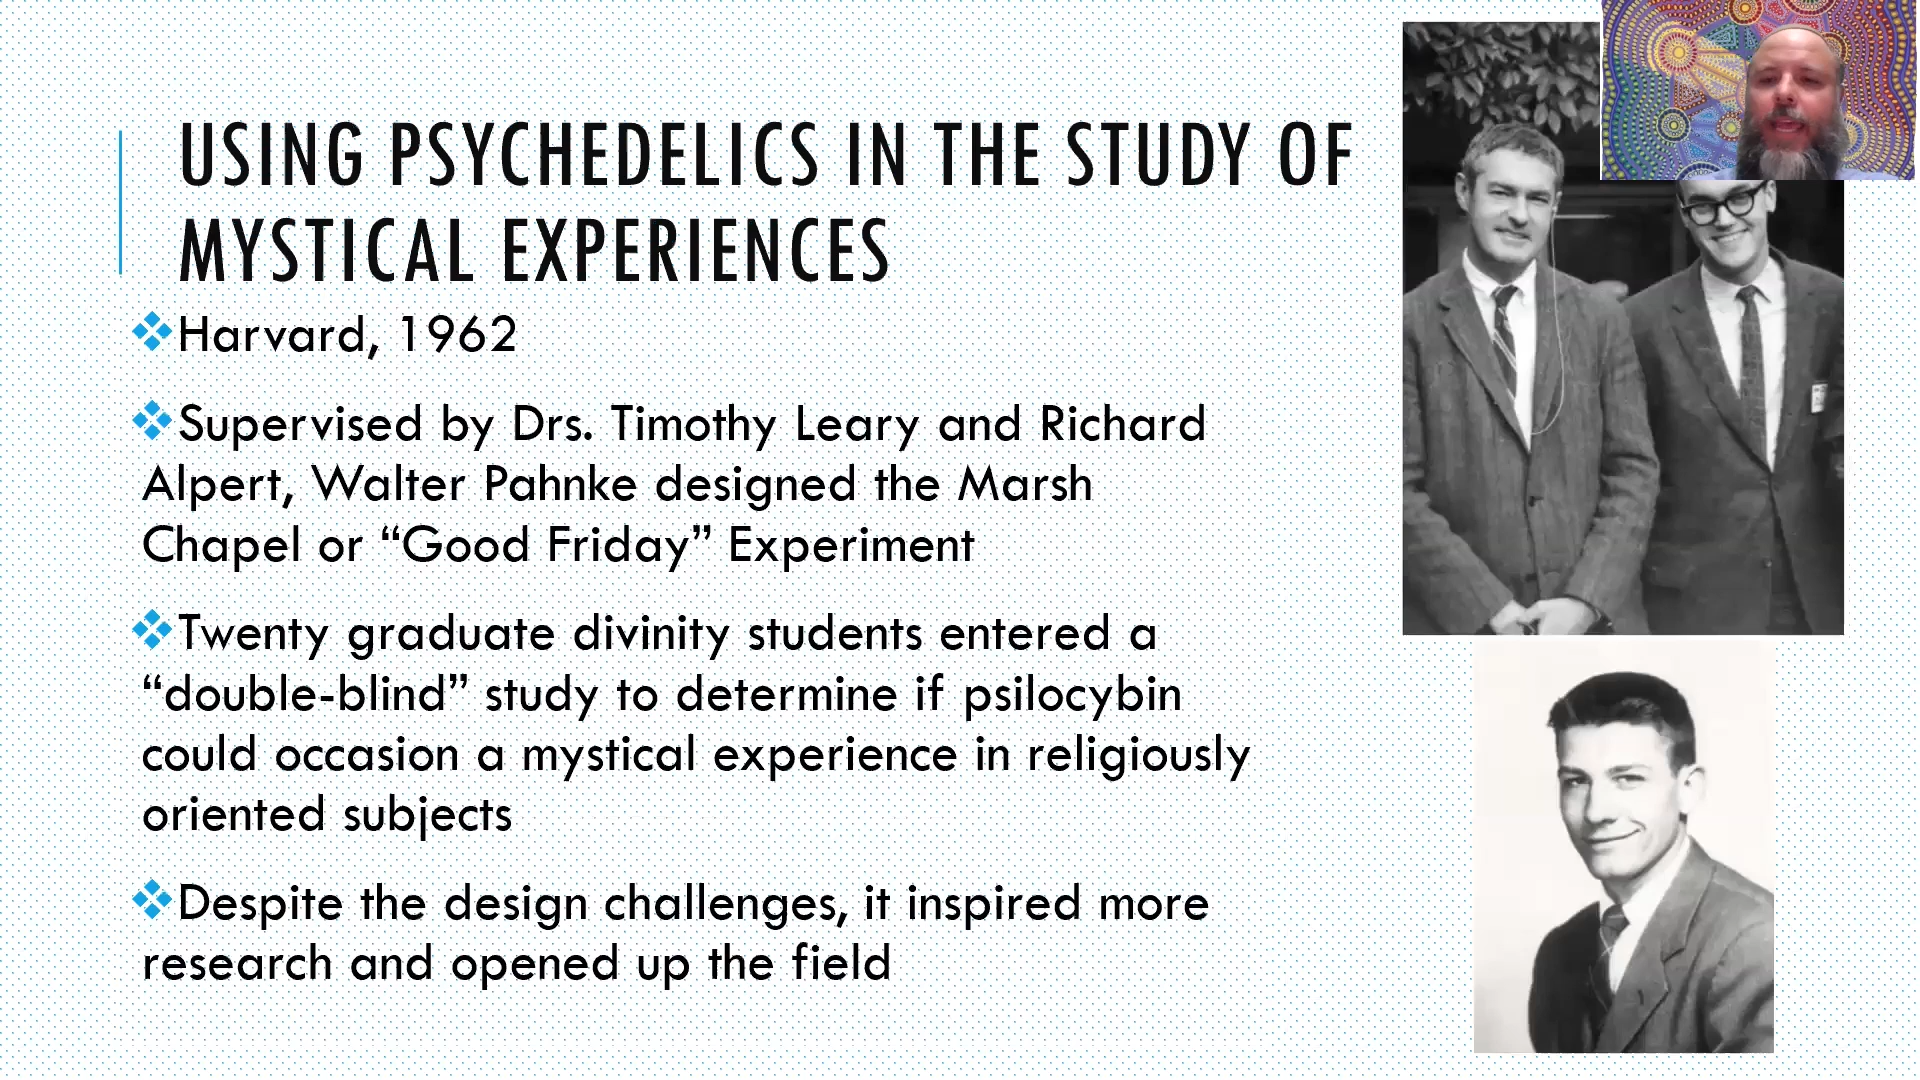 USING PSYCHEDELICS IN THE STUDY OF
MYSTICAL EXPERIENCES
Harvard, 1962
Supervised by Drs. Timothy Leary and Richard
Alpert, Walter Pahnke designed the Marsh
Chapel or “Good Friday” Experiment
Twenty graduate divinity students entered a
“double-blind” study to determine if psilocybin
could occasion a mystical experience in religiously
oriented subjects
Despite the design challenges, it inspired more
research and opened up the field